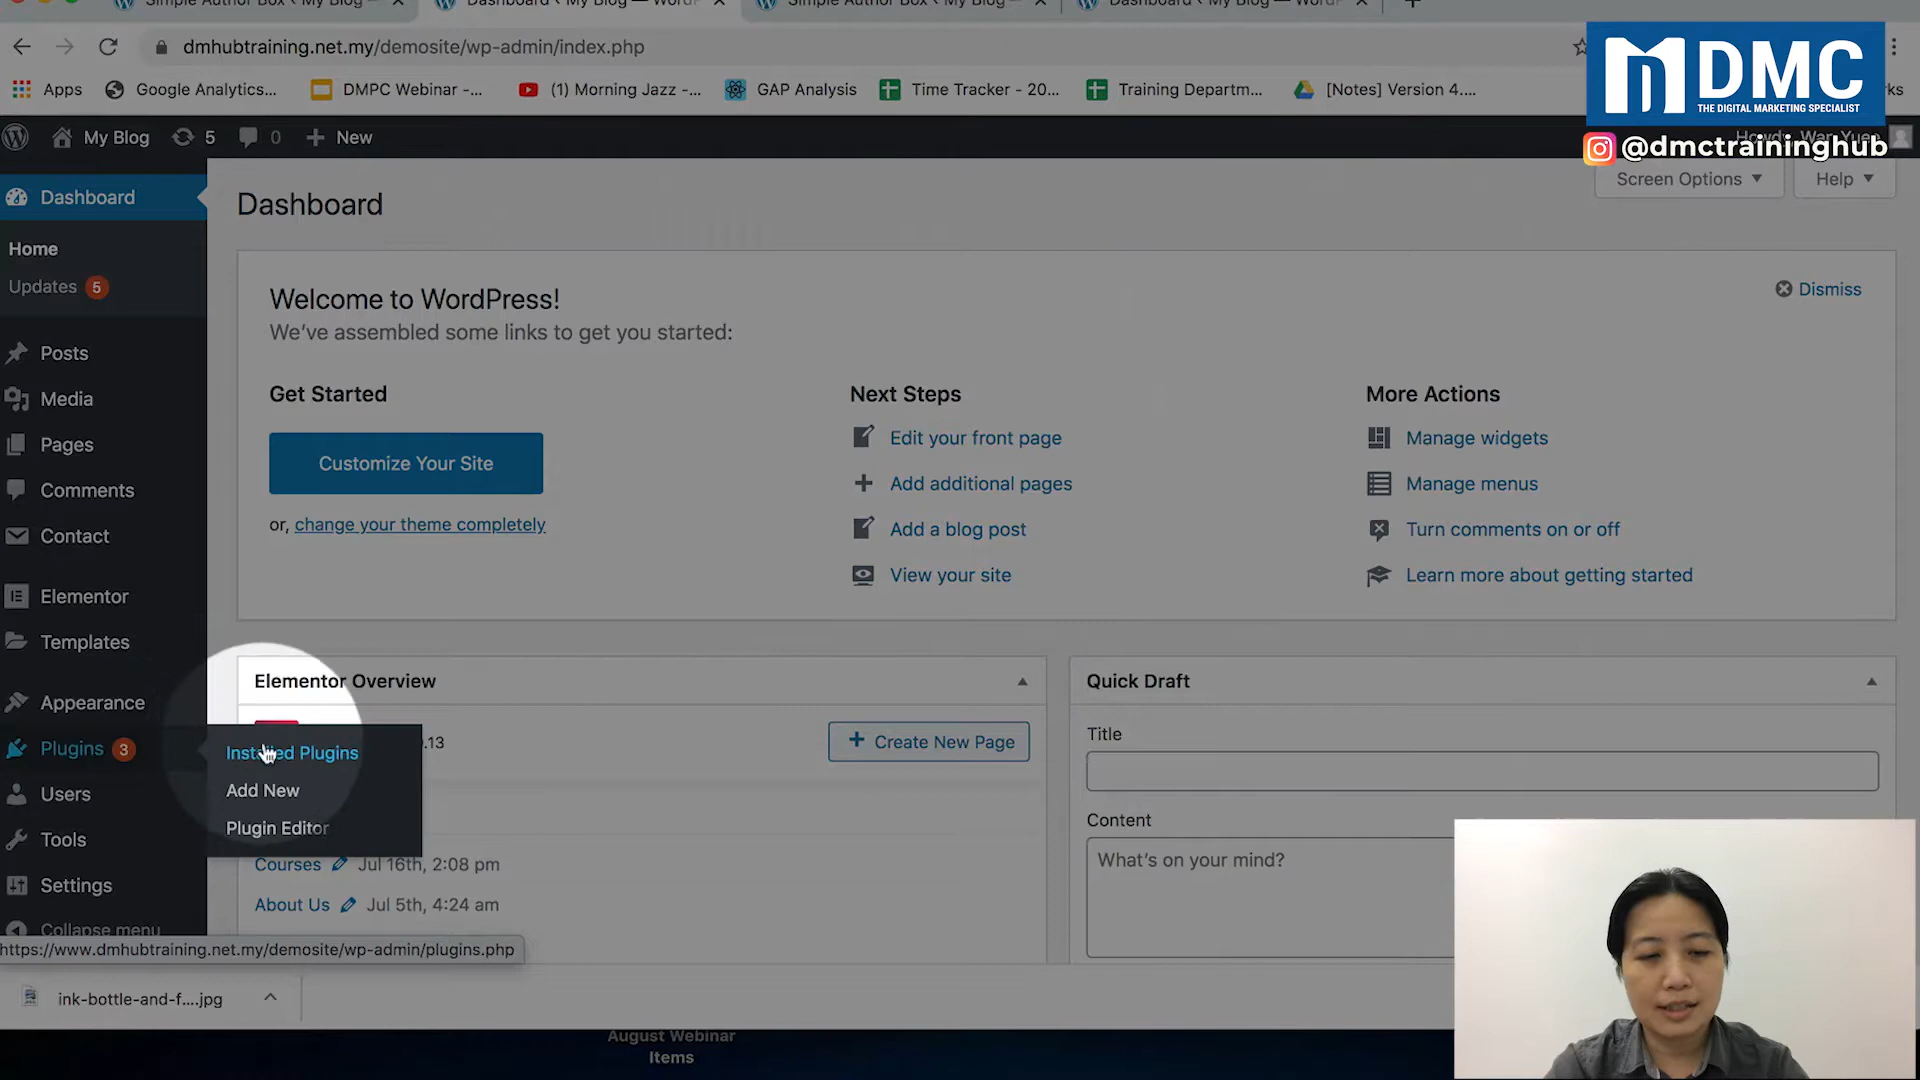 Simple Author Box ‹ My Blog —
Dashboard ‹ My Blog — WordP
Simple Author Box ‹ My Blog —
Dashboard ‹ My Blog — WordP
dmhubtraining.net.my/demosite/wp-admin/index.php
Apps
Google Analytics...
DMPC Webinar -...
(1) Morning Jazz -...
GAP Analysis
Time Tracker - 20...
Training Departm...
[Notes] Version 4....
DMC
THE DIGITAL MARKETING SPECIALIST
@dmctraininghub
My Blog
5
0
New
Screen Options
Help
Dashboard
Home
Updates 5
Posts
Media
Pages
Comments
Contact
Elementor
Templates
Appearance
Plugins 3
Users
Tools
Settings
Collapse menu
Installed Plugins
Add New
Plugin Editor
Dashboard
Welcome to WordPress!
We've assembled some links to get you started:
Dismiss
Get Started
Customize Your Site
or, change your theme completely
Next Steps
Edit your front page
Add additional pages
Add a blog post
View your site
More Actions
Manage widgets
Manage menus
Turn comments on or off
Learn more about getting started
Elementor Overview
.13
Create New Page
Courses Jul 16th, 2:08 pm
About Us Jul 5th, 4:24 am
Quick Draft
Title
Content
What's on your mind?
https://www.dmhubtraining.net.my/demosite/wp-admin/plugins.php
ink-bottle-and-f....jpg
August Webinar
Items